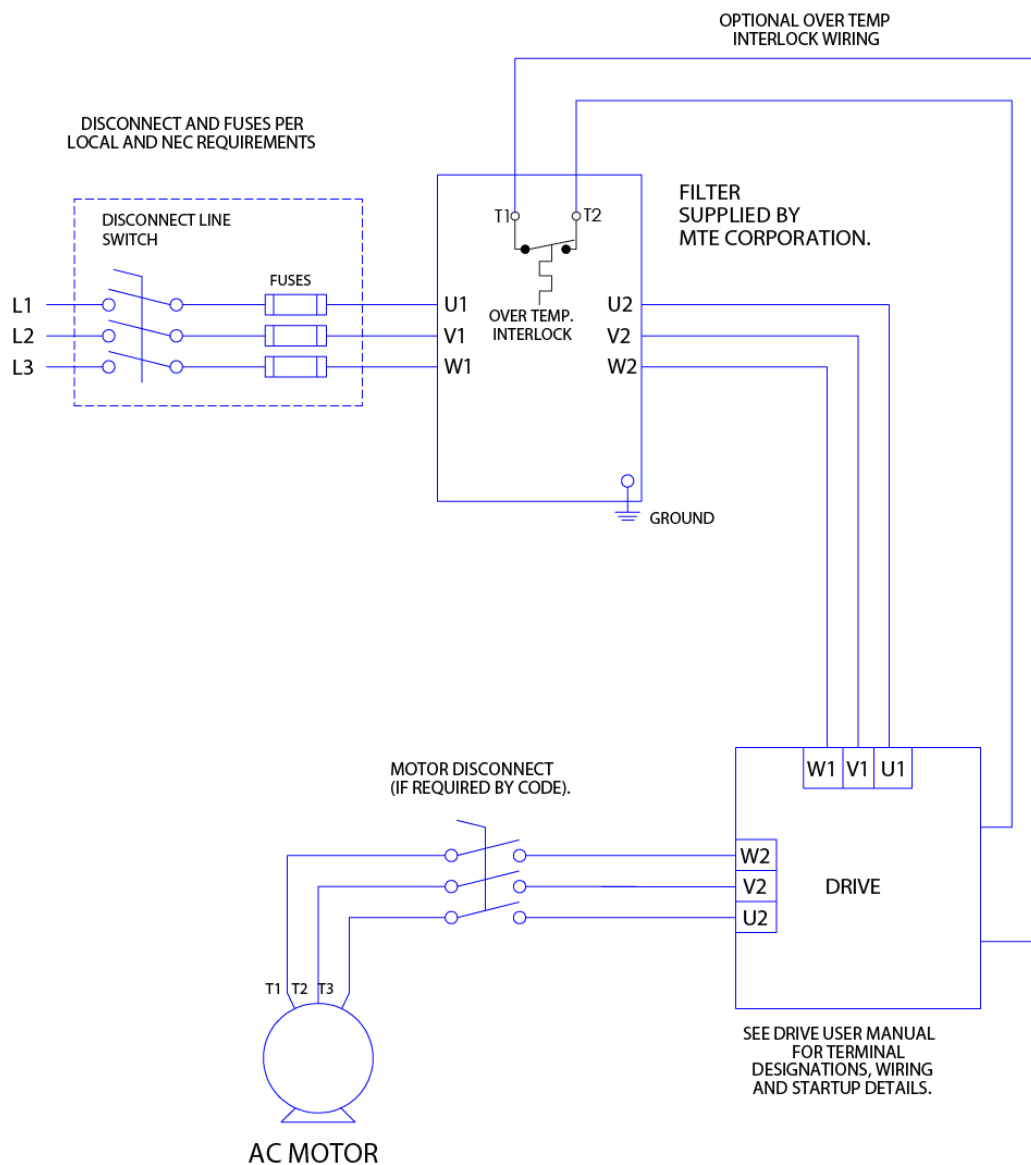 OPTIONAL OVER TEMP
INTERLOCK WIRING
DISCONNECT AND FUSES PER
LOCAL AND NEC REQUIREMENTS
DISCONNECT LINE
SWITCH
FUSES
L1
L2
L3
T1
T2
OVER TEMP.
INTERLOCK
U1
V1
W1
U2
V2
W2
FILTER
SUPPLIED BY
MTE CORPORATION.
GROUND
MOTOR DISCONNECT
(IF REQUIRED BY CODE).
W1 V1 U1
W2
V2
U2
DRIVE
T1 T2 T3
SEE DRIVE USER MANUAL
FOR TERMINAL
DESIGNATIONS, WIRING
AND STARTUP DETAILS.
AC MOTOR